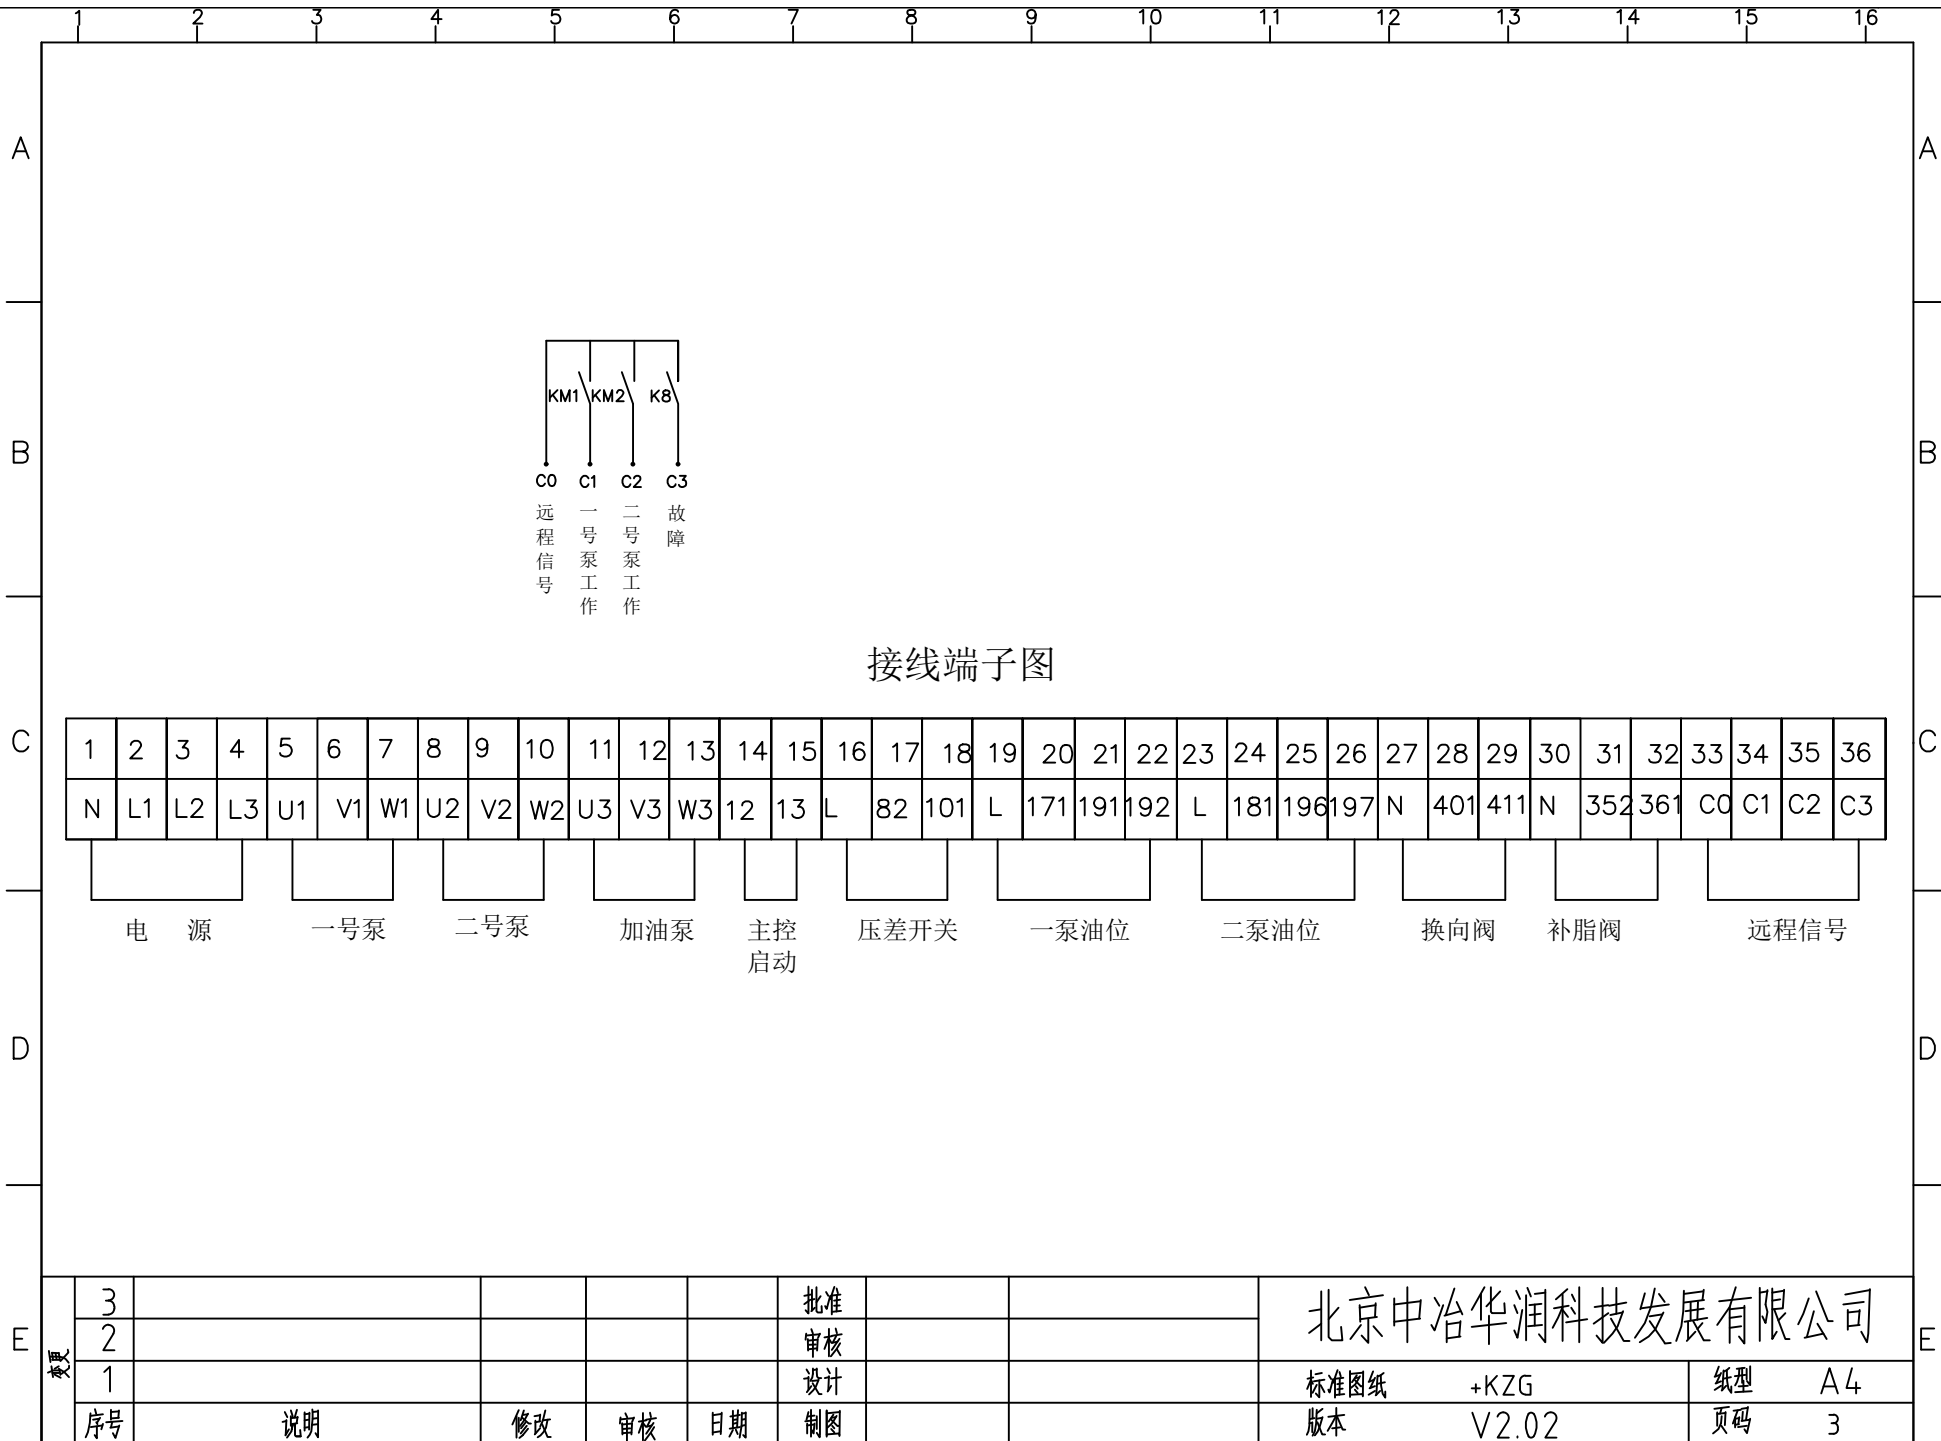 1 2 3 4 5 6 7 8 9 10 11 12 13 14 15 16
A A
KM1 KM2 K8
B B
C0 C1 C2 C3
远程信号
一号泵工作
二号泵工作
故障
接线端子图
C C
1 2 3 4 5 6 7 8 9 10 11 12 13 14 15 16 17 18 19 20 21 22 23 24 25 26 27 28 29 30 31 32 33 34 35 36
N L1 L2 L3 U1 V1 W1 U2 V2 W2 U3 V3 W3 12 13 L 82 101 L 171 191 192 L 181 196 197 N 401 411 N 352 361 C0 C1 C2 C3
电 源 一号泵 二号泵 加油泵 主控 压差开关 一泵油位 二泵油位 换向阀 补脂阀 远程信号
启动
D D
E E
变更
3 批准 北京中冶华润科技发展有限公司
2 审核
1 设计 标准图纸 +KZG 纸型 A4
序号 说明 修改 审核 日期 制图 版本 V2.02 页码 3